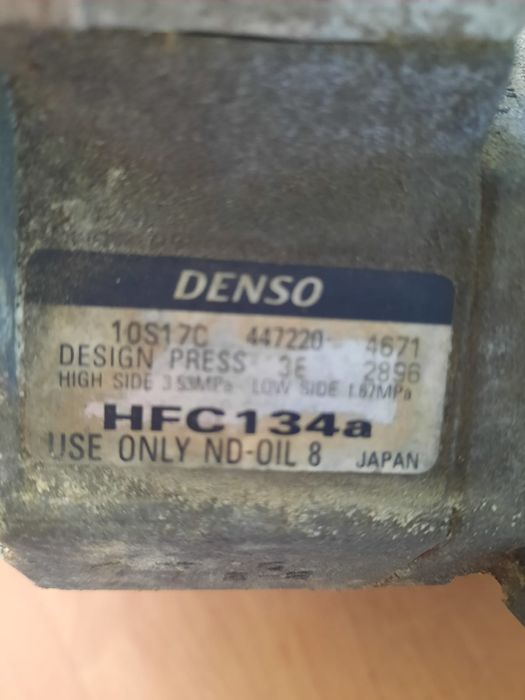 DENSO
10S17C 447220- 4671
DESIGN PRESS 3E 2896
HIGH SIDE 3.53MPa LOW SIDE 1.67MPa
HFC134a
USE ONLY ND-OIL 8 JAPAN